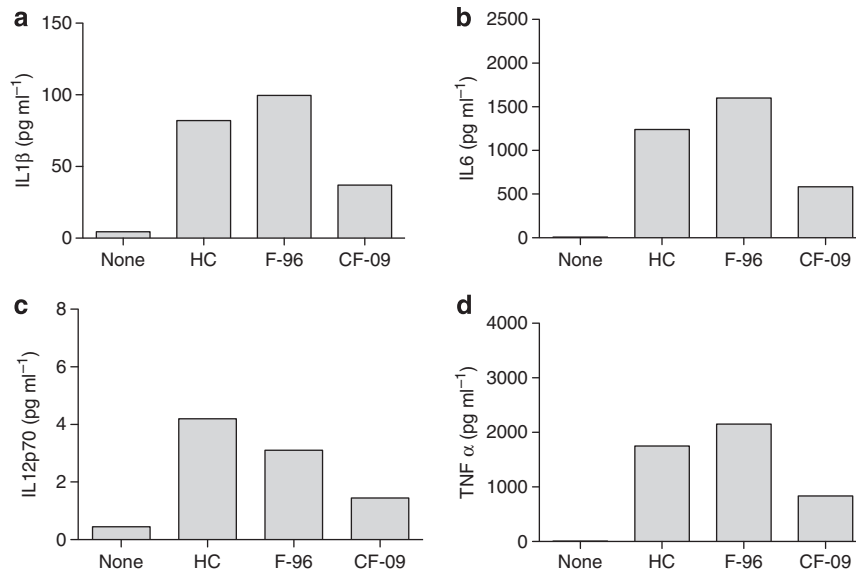 a
IL1β (pg ml⁻¹)
150
100
50
0
None HC F-96 CF-09
b
IL6 (pg ml⁻¹)
2500
2000
1500
1000
500
0
None HC F-96 CF-09
c
IL12p70 (pg ml⁻¹)
8
6
4
2
0
None HC F-96 CF-09
d
TNF α (pg ml⁻¹)
4000
3000
2000
1000
0
None HC F-96 CF-09